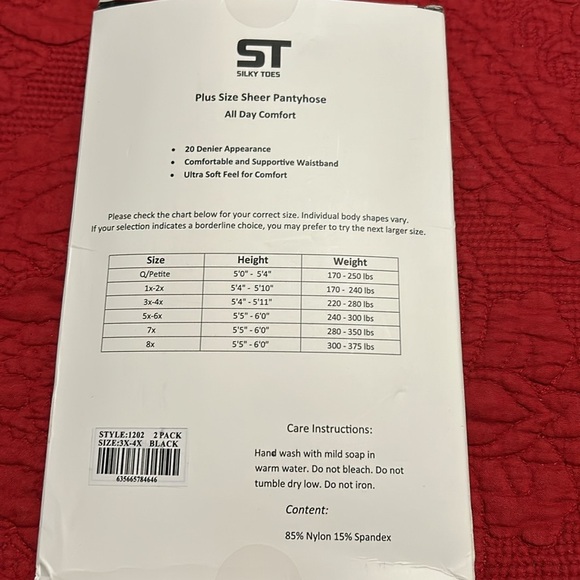 ST
SILKY TOES
Plus Size Sheer Pantyhose
All Day Comfort
• 20 Denier Appearance
• Comfortable and Supportive Waistband
• Ultra Soft Feel for Comfort
Please check the chart below for your correct size. Individual body shapes vary.
If your selection indicates a borderline choice, you may prefer to try the next larger size.
Size Height Weight
Q/Petite 5'0" - 5'4" 170 - 250 lbs
1x-2x 5'4" - 5'10" 170 - 240 lbs
3x-4x 5'4" - 5'11" 220 - 280 lbs
5x-6x 5'5" - 6'0" 240 - 300 lbs
7x 5'5" - 6'0" 280 - 350 lbs
8x 5'5" - 6'0" 300 - 375 lbs
STYLE:1202 2 PACK
SIZE:3X-4X BLACK
635665784646
Care Instructions:
Hand wash with mild soap in
warm water. Do not bleach. Do not
tumble dry low. Do not iron.
Content:
85% Nylon 15% Spandex